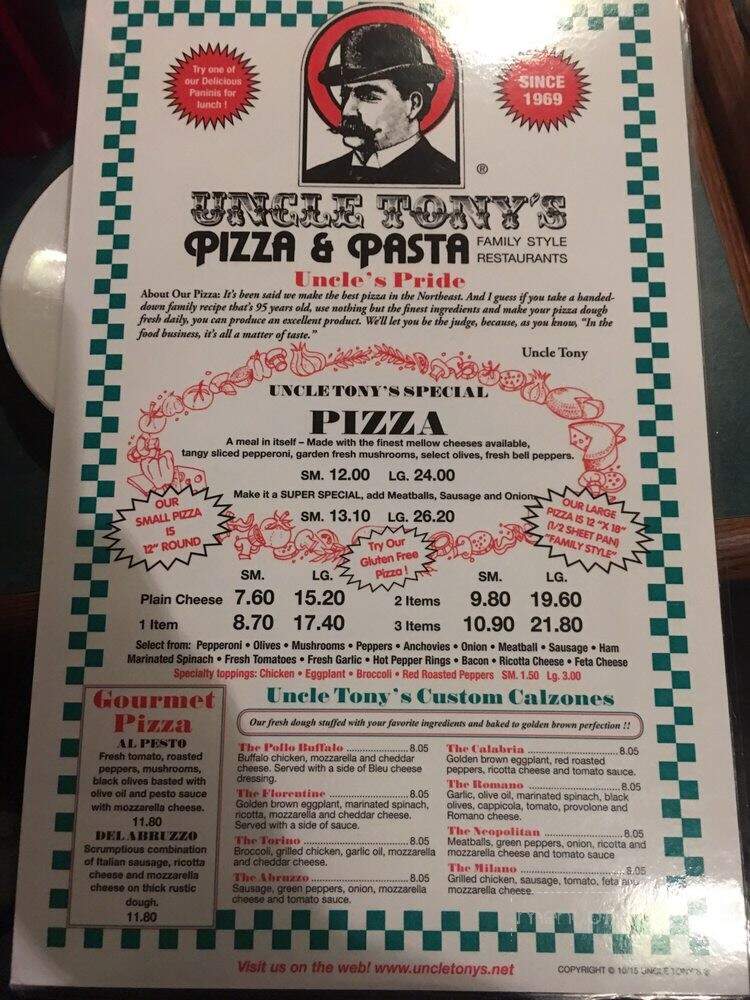 Try one of
our Delicious
Paninis for
lunch !
SINCE
1969
®
UNCLE TONY'S
PIZZA & PASTA FAMILY STYLE
RESTAURANTS
Uncle's Pride
About Our Pizza: It's been said we make the best pizza in the Northeast. And I guess if you take a handed-
down family recipe that's 95 years old, use nothing but the finest ingredients and make your pizza dough
fresh daily, you can produce an excellent product. We'll let you be the judge, because, as you know, "In the
food business, it's all a matter of taste."
Uncle Tony
UNCLE TONY'S SPECIAL
PIZZA
A meal in itself – Made with the finest mellow cheeses available,
tangy sliced pepperoni, garden fresh mushrooms, select olives, fresh bell peppers.
SM. 12.00 LG. 24.00
Make it a SUPER SPECIAL, add Meatballs, Sausage and Onion
SM. 13.10 LG. 26.20
OUR
SMALL PIZZA
IS
12" ROUND
OUR LARGE
PIZZA IS 12 "X 18"
(1/2 SHEET PAN)
"FAMILY STYLE"
Try Our
Gluten Free
Pizza !
SM. LG. SM. LG.
Plain Cheese 7.60 15.20 2 Items 9.80 19.60
1 Item 8.70 17.40 3 Items 10.90 21.80
Select from: Pepperoni • Olives • Mushrooms • Peppers • Anchovies • Onion • Meatball • Sausage • Ham
Marinated Spinach • Fresh Tomatoes • Fresh Garlic • Hot Pepper Rings • Bacon • Ricotta Cheese • Feta Cheese
Specialty toppings: Chicken • Eggplant • Broccoli • Red Roasted Peppers SM. 1.50 Lg. 3.00
Gourmet
Pizza
AL PESTO
Fresh tomato, roasted
peppers, mushrooms,
black olives basted with
olive oil and pesto sauce
with mozzarella cheese.
11.80
DEL ABRUZZO
Scrumptious combination
of Italian sausage, ricotta
cheese and mozzarella
cheese on thick rustic
dough.
11.80
Uncle Tony's Custom Calzones
Our fresh dough stuffed with your favorite ingredients and baked to golden brown perfection !!
The Pollo Buffalo ................ 8.05
Buffalo chicken, mozzarella and cheddar
cheese. Served with a side of Bleu cheese
dressing.
The Florentine .................... 8.05
Golden brown eggplant, marinated spinach,
ricotta, mozzarella and cheddar cheese.
Served with a side of sauce.
The Torino .......................... 8.05
Broccoli, grilled chicken, garlic oil, mozzarella
and cheddar cheese.
The Abruzzo ....................... 8.05
Sausage, green peppers, onion, mozzarella
cheese and tomato sauce.
The Calabria ....................... 8.05
Golden brown eggplant, red roasted
peppers, ricotta cheese and tomato sauce.
The Romano ........................ 8.05
Garlic, olive oil, marinated spinach, black
olives, cappicola, tomato, provolone and
Romano cheese.
The Neopolitan .................... 8.05
Meatballs, green peppers, onion, ricotta and
mozzarella cheese and tomato sauce
The Milano .......................... 8.05
Grilled chicken, sausage, tomato, feta and
mozzarella cheese.
Visit us on the web! www.uncletonys.net
COPYRIGHT © 10/15 UNCLE TONY'S